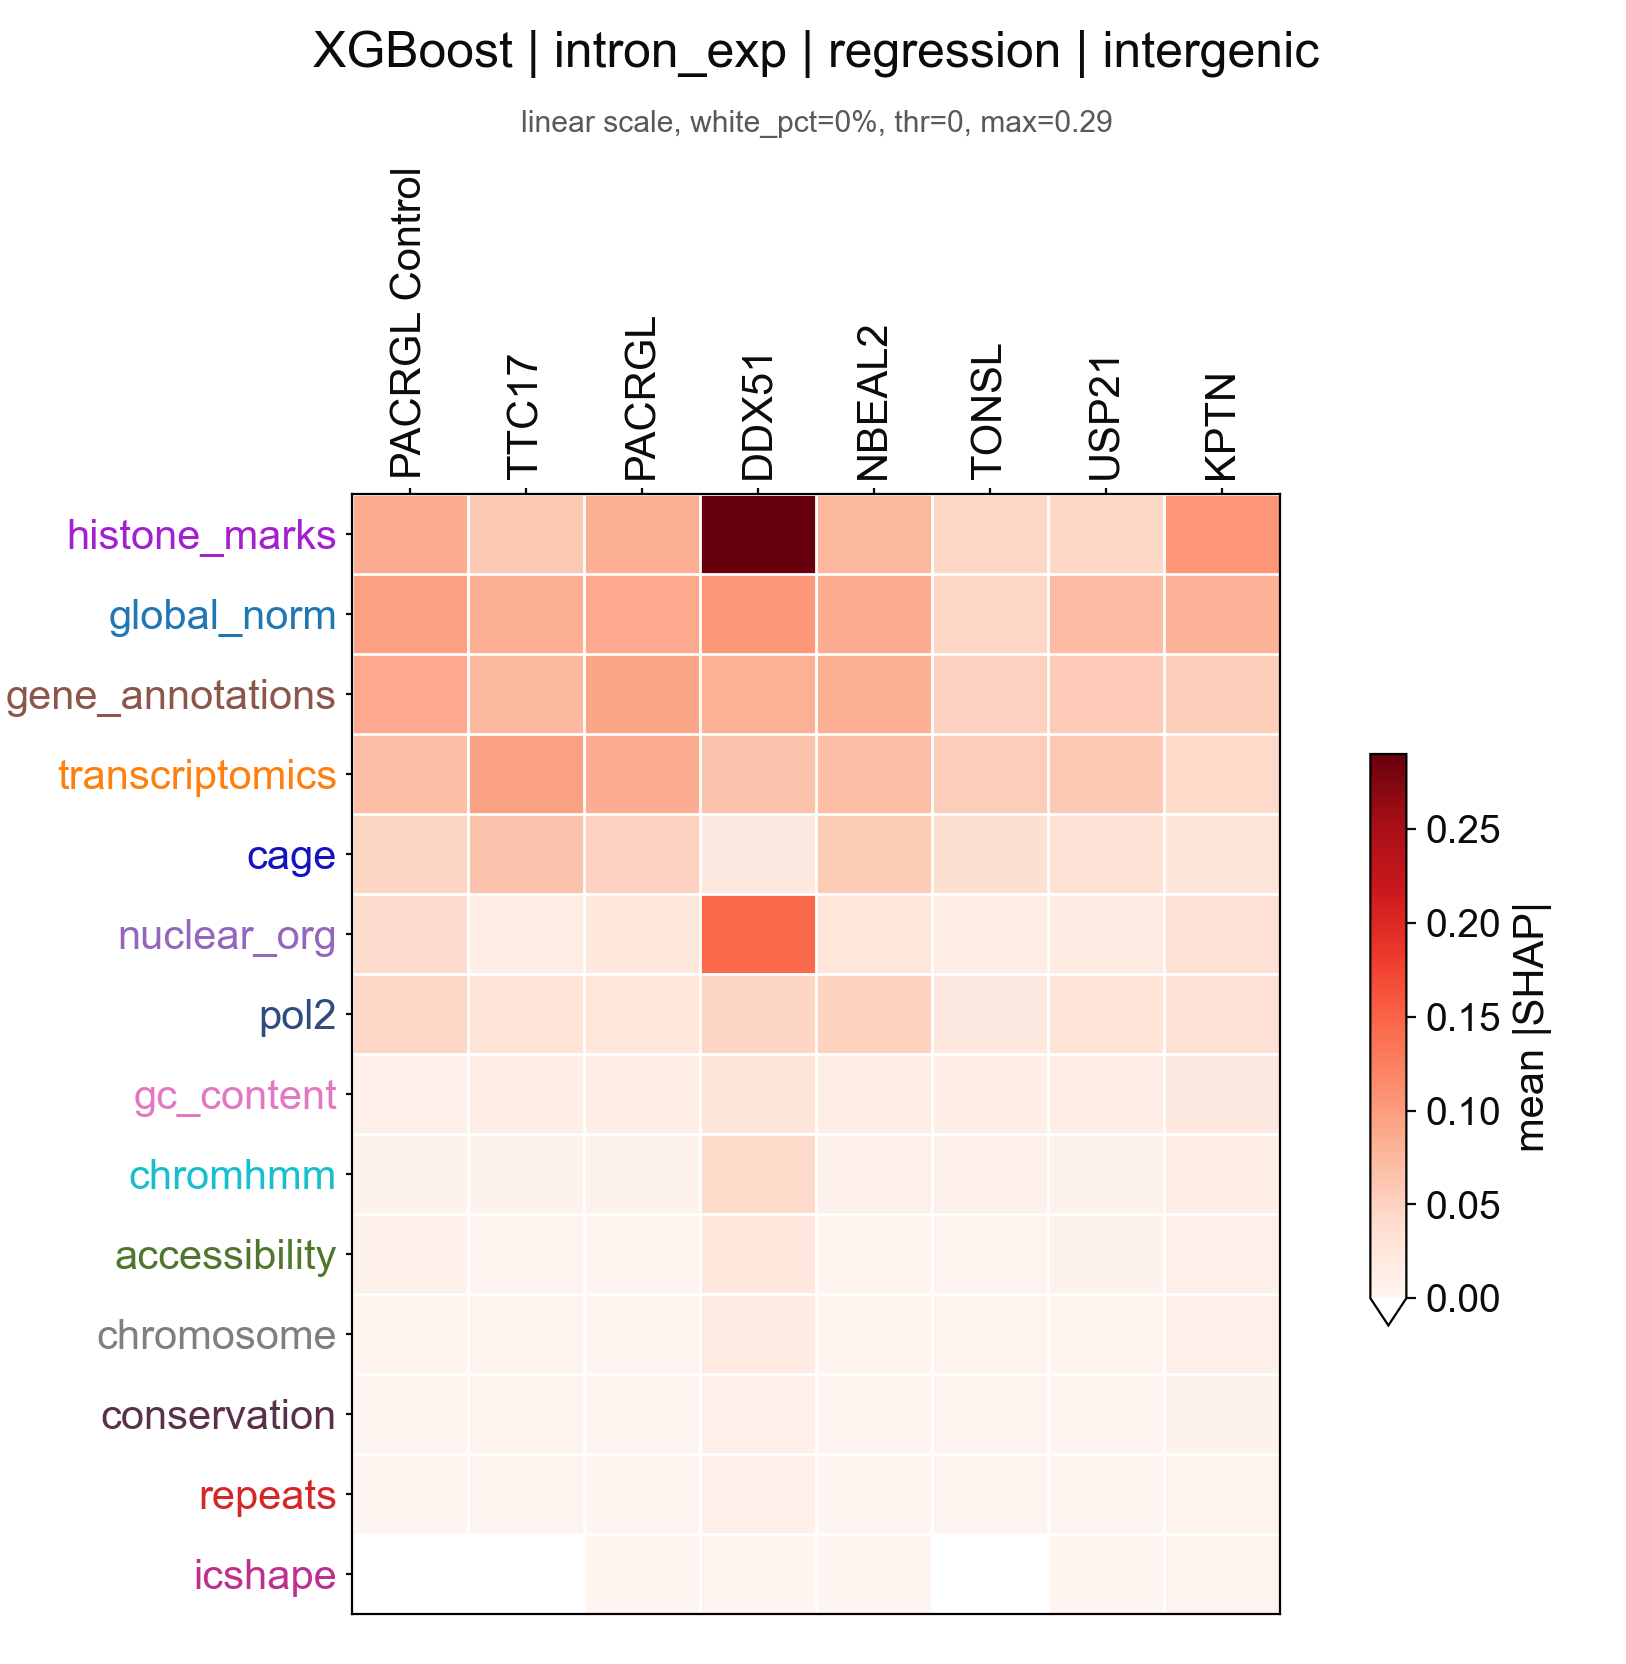 XGBoost | intron_exp | regression | intergenic
linear scale, white_pct=0%, thr=0, max=0.29
PACRGL Control
TTC17
PACRGL
DDX51
NBEAL2
TONSL
USP21
KPTN
histone_marks
global_norm
gene_annotations
transcriptomics
cage
nuclear_org
pol2
gc_content
chromhmm
accessibility
chromosome
conservation
repeats
icshape
0.25
0.20
0.15
0.10
0.05
0.00
mean |SHAP|